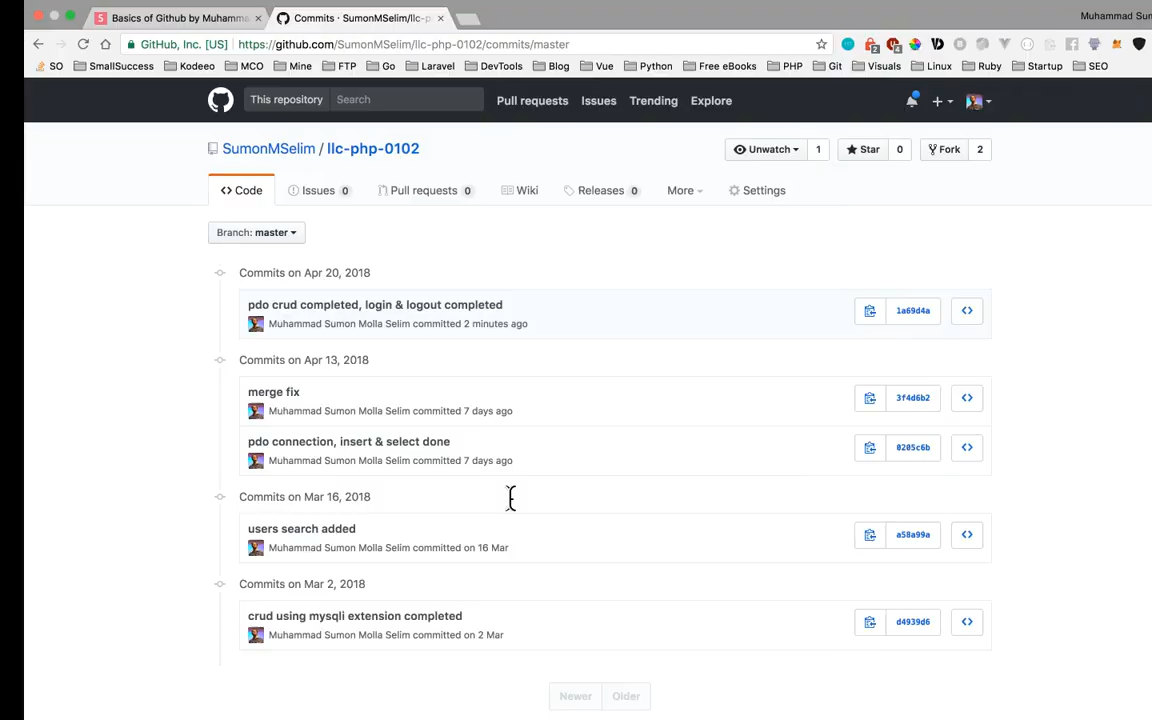 Basics of Github by Muhamma
Commits · SumonMSelim/llc-p
Muhammad Sum
GitHub, Inc. [US]
https://github.com/SumonMSelim/llc-php-0102/commits/master
SO SmallSuccess Kodeeo MCO Mine FTP Go Laravel DevTools Blog Vue Python Free eBooks PHP Git Visuals Linux Ruby Startup SEO
This repository Search Pull requests Issues Trending Explore
SumonMSelim / llc-php-0102 Unwatch 1 Star 0 Fork 2
Code Issues 0 Pull requests 0 Wiki Releases 0 More Settings
Branch: master
Commits on Apr 20, 2018
pdo crud completed, login & logout completed
Muhammad Sumon Molla Selim committed 2 minutes ago
1a69d4a
Commits on Apr 13, 2018
merge fix
Muhammad Sumon Molla Selim committed 7 days ago
3f4d6b2
pdo connection, insert & select done
Muhammad Sumon Molla Selim committed 7 days ago
0205c6b
Commits on Mar 16, 2018
users search added
Muhammad Sumon Molla Selim committed on 16 Mar
a58a99a
Commits on Mar 2, 2018
crud using mysqli extension completed
Muhammad Sumon Molla Selim committed on 2 Mar
d4939d6
Newer Older